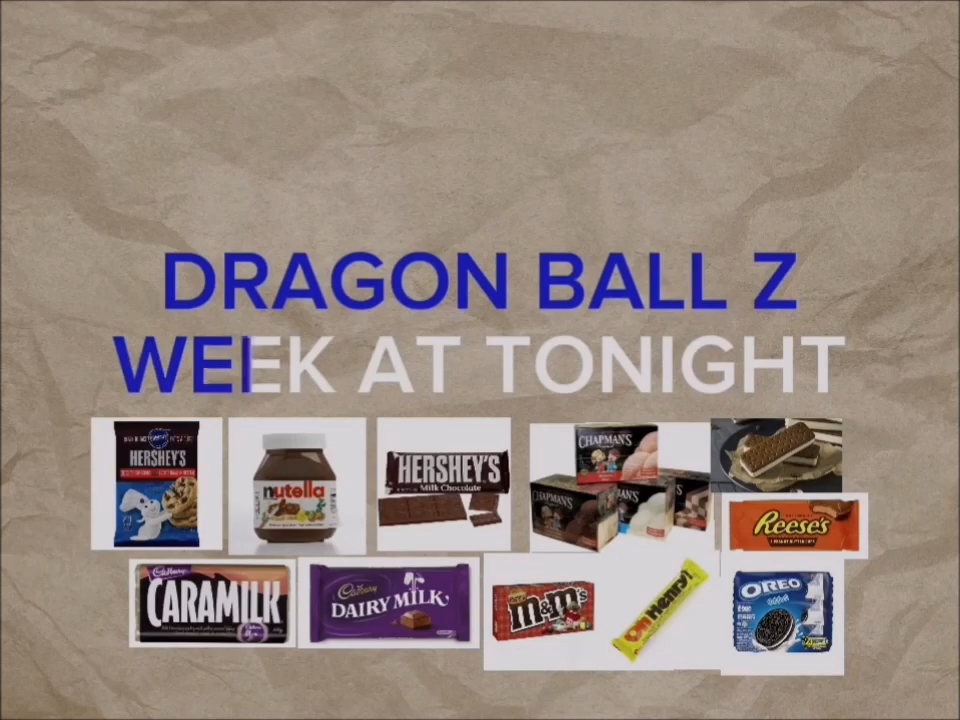 DRAGON BALL Z
WEEK AT TONIGHT
HERSHEY'S
nutella
HERSHEY'S
Milk Chocolate
CHAPMAN'S
CHAPMAN'S
Reese's
Cadbury
CARAMILK
Cadbury
DAIRY MILK
m&m's
Oh Henry!
OREO